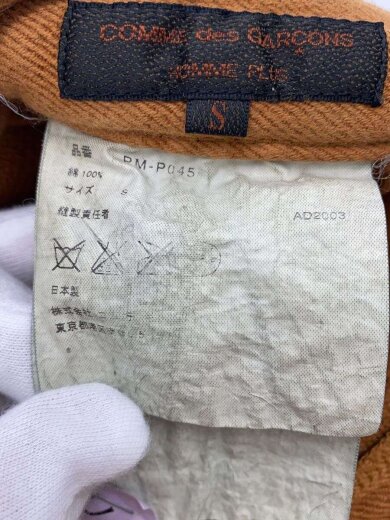 COMME des GARÇONS
HOMME PLUS
S
品番 PM-P045
綿 100%
サイズ S
縫製責任者 AD2003
日本製
株式会社
東京都港区